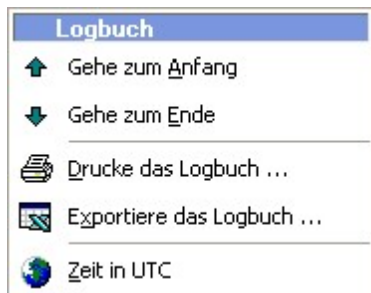 Logbuch
Gehe zum Anfang
Gehe zum Ende
Drucke das Logbuch ...
Exportiere das Logbuch ...
Zeit in UTC